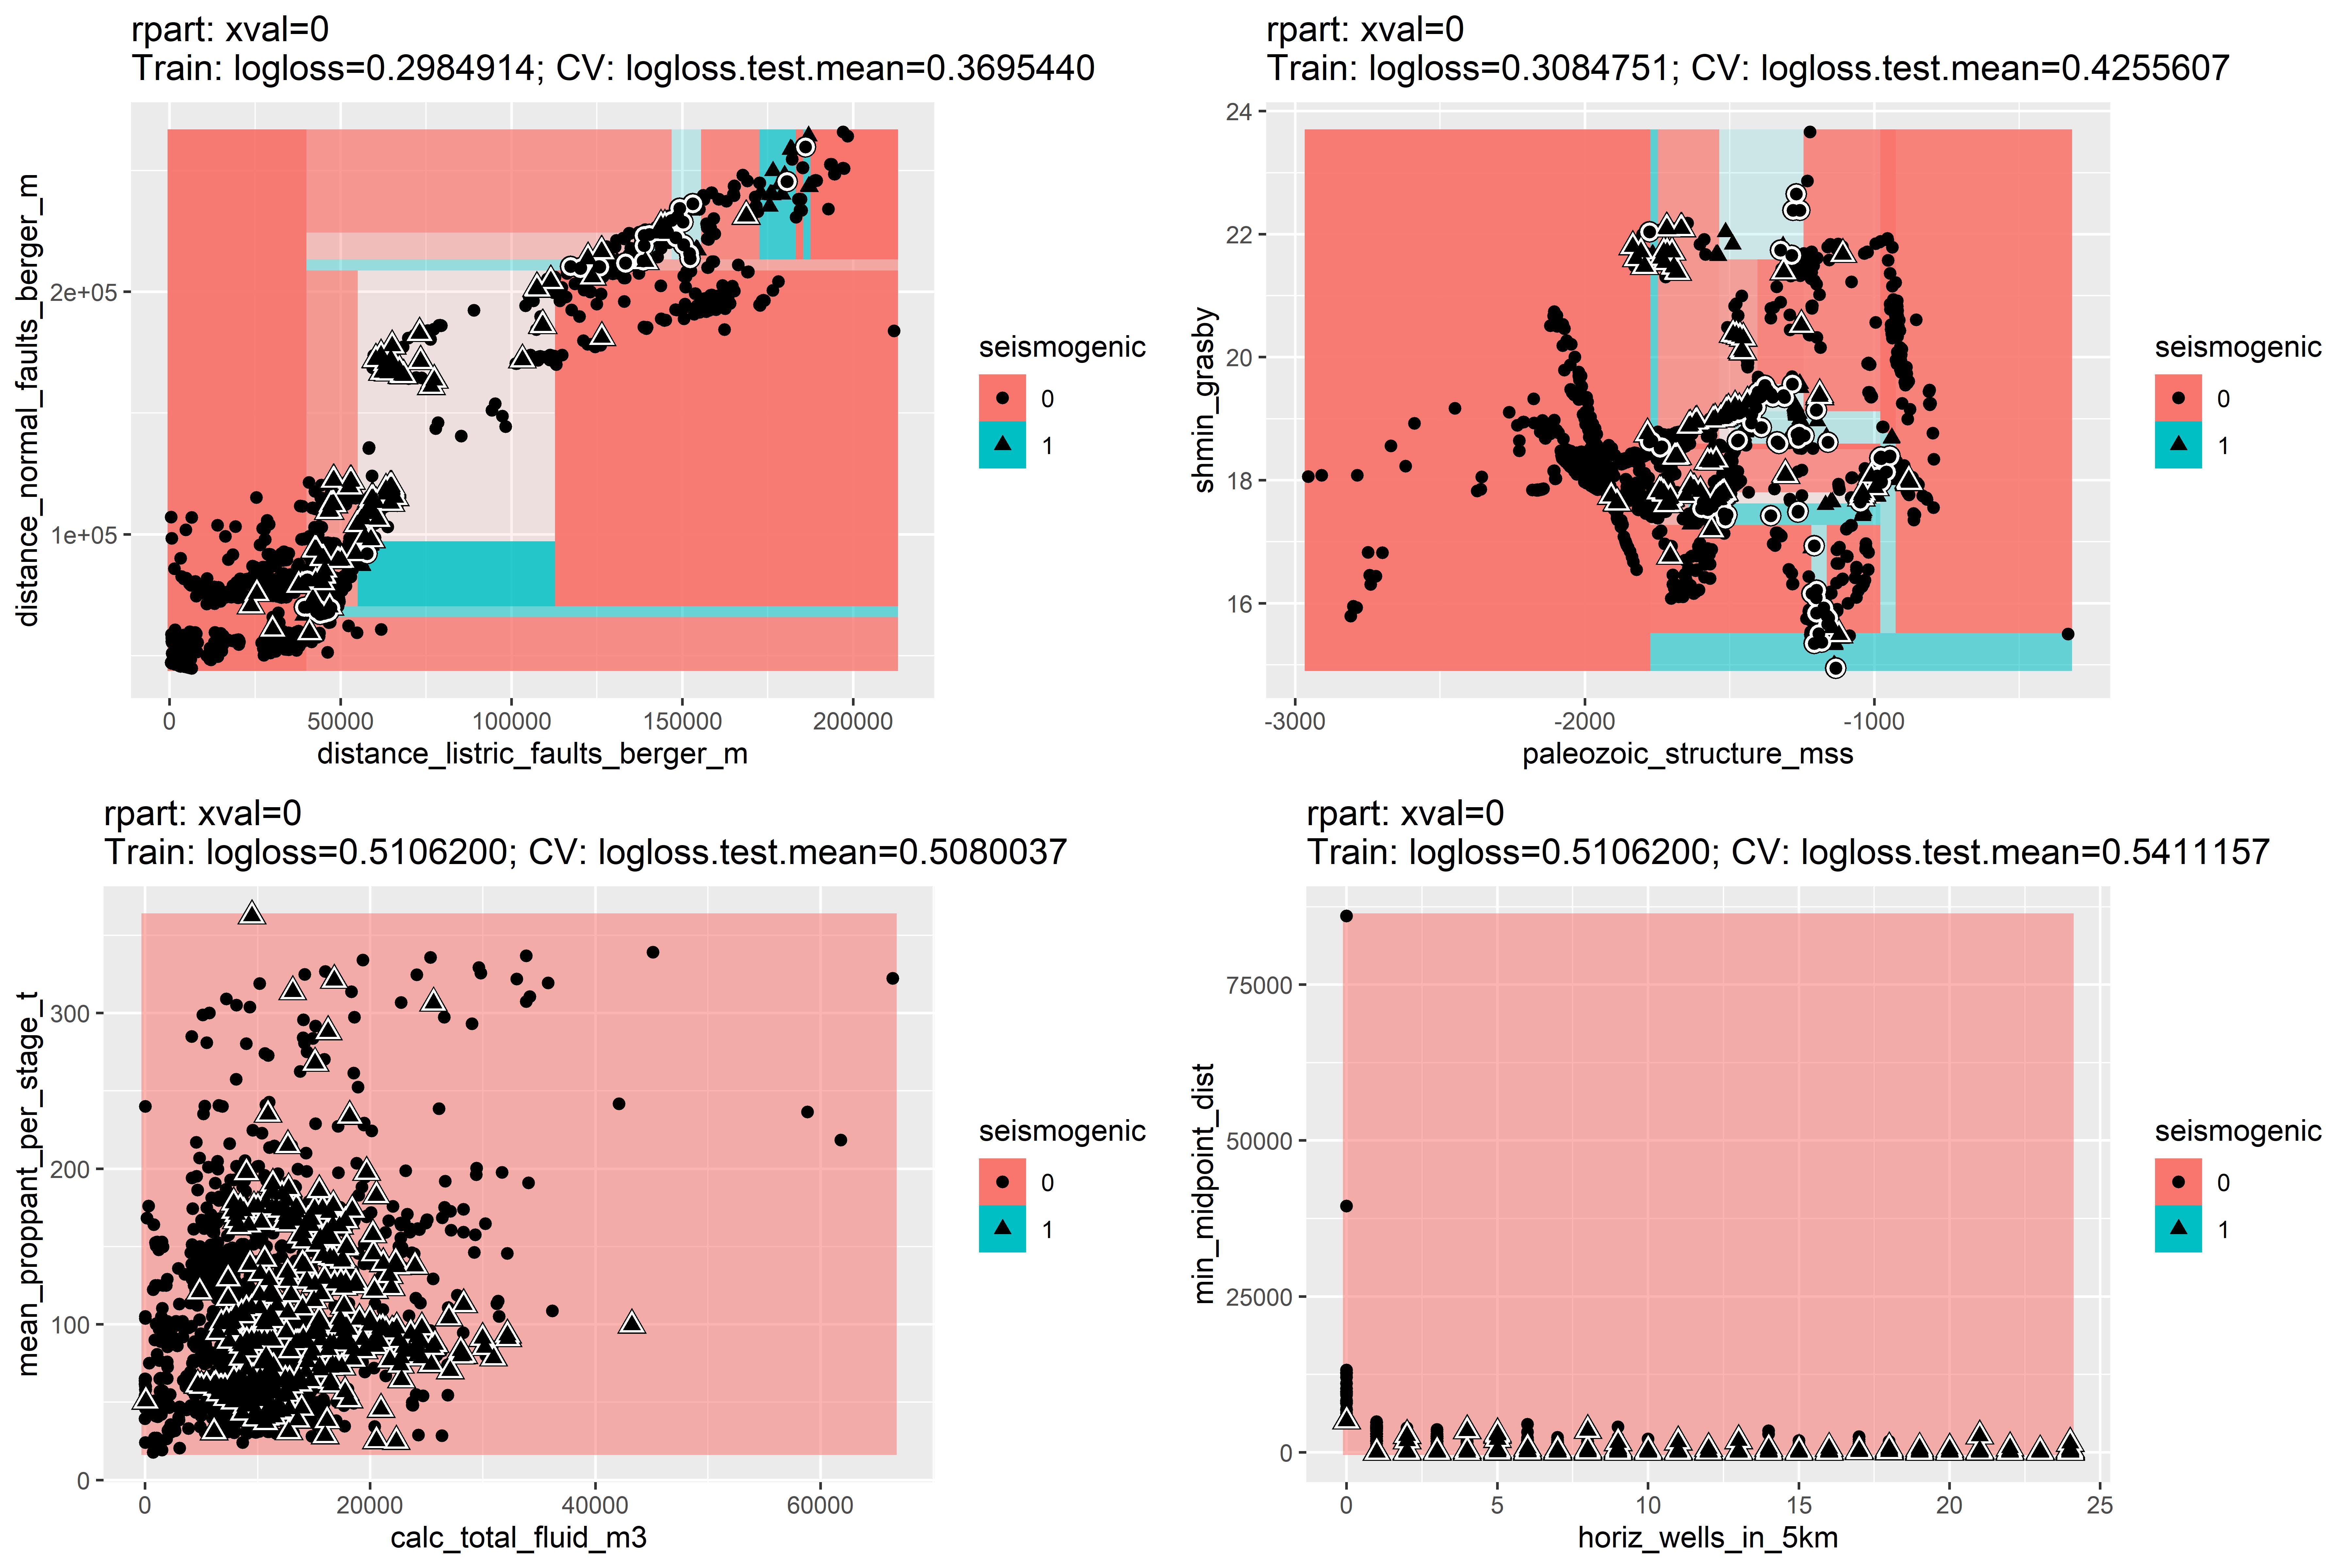 rpart: xval=0
Train: logloss=0.2984914; CV: logloss.test.mean=0.3695440
distance_normal_faults_berger_m
2e+05
1e+05
0
50000
100000
150000
200000
distance_listric_faults_berger_m
seismogenic
0
1
rpart: xval=0
Train: logloss=0.3084751; CV: logloss.test.mean=0.4255607
shmin_grasby
24
22
20
18
16
-3000
-2000
-1000
paleozoic_structure_mss
seismogenic
0
1
rpart: xval=0
Train: logloss=0.5106200; CV: logloss.test.mean=0.5080037
mean_proppant_per_stage_t
300
200
100
0
0
20000
40000
60000
calc_total_fluid_m3
seismogenic
0
1
rpart: xval=0
Train: logloss=0.5106200; CV: logloss.test.mean=0.5411157
min_midpoint_dist
75000
50000
25000
0
0
5
10
15
20
25
horiz_wells_in_5km
seismogenic
0
1